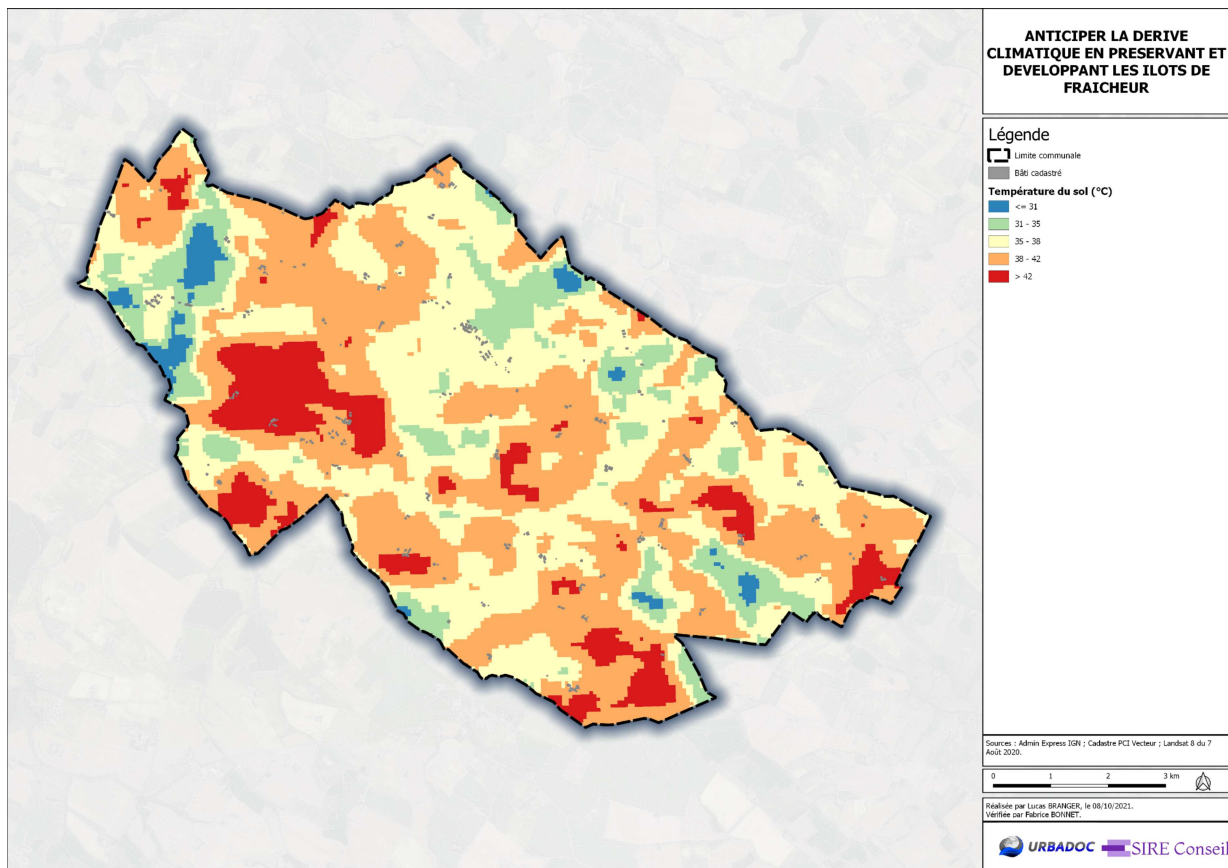 ANTICIPER LA DERIVE
CLIMATIQUE EN PRESERVANT ET
DEVELOPPANT LES ILOTS DE
FRAICHEUR
Légende
Limite communale
Bâti cadastré
Température du sol (°C)
<= 31
31 - 35
35 - 38
38 - 42
> 42
Sources : Admin Express IGN ; Cadastre PCI Vecteur ; Landsat 8 du 7
Août 2020.
0 1 2 3 km
Réalisée par Lucas BRANGER, le 08/10/2021.
Vérifiée par Fabrice BONNET.
URBADOC SIRE Conseil